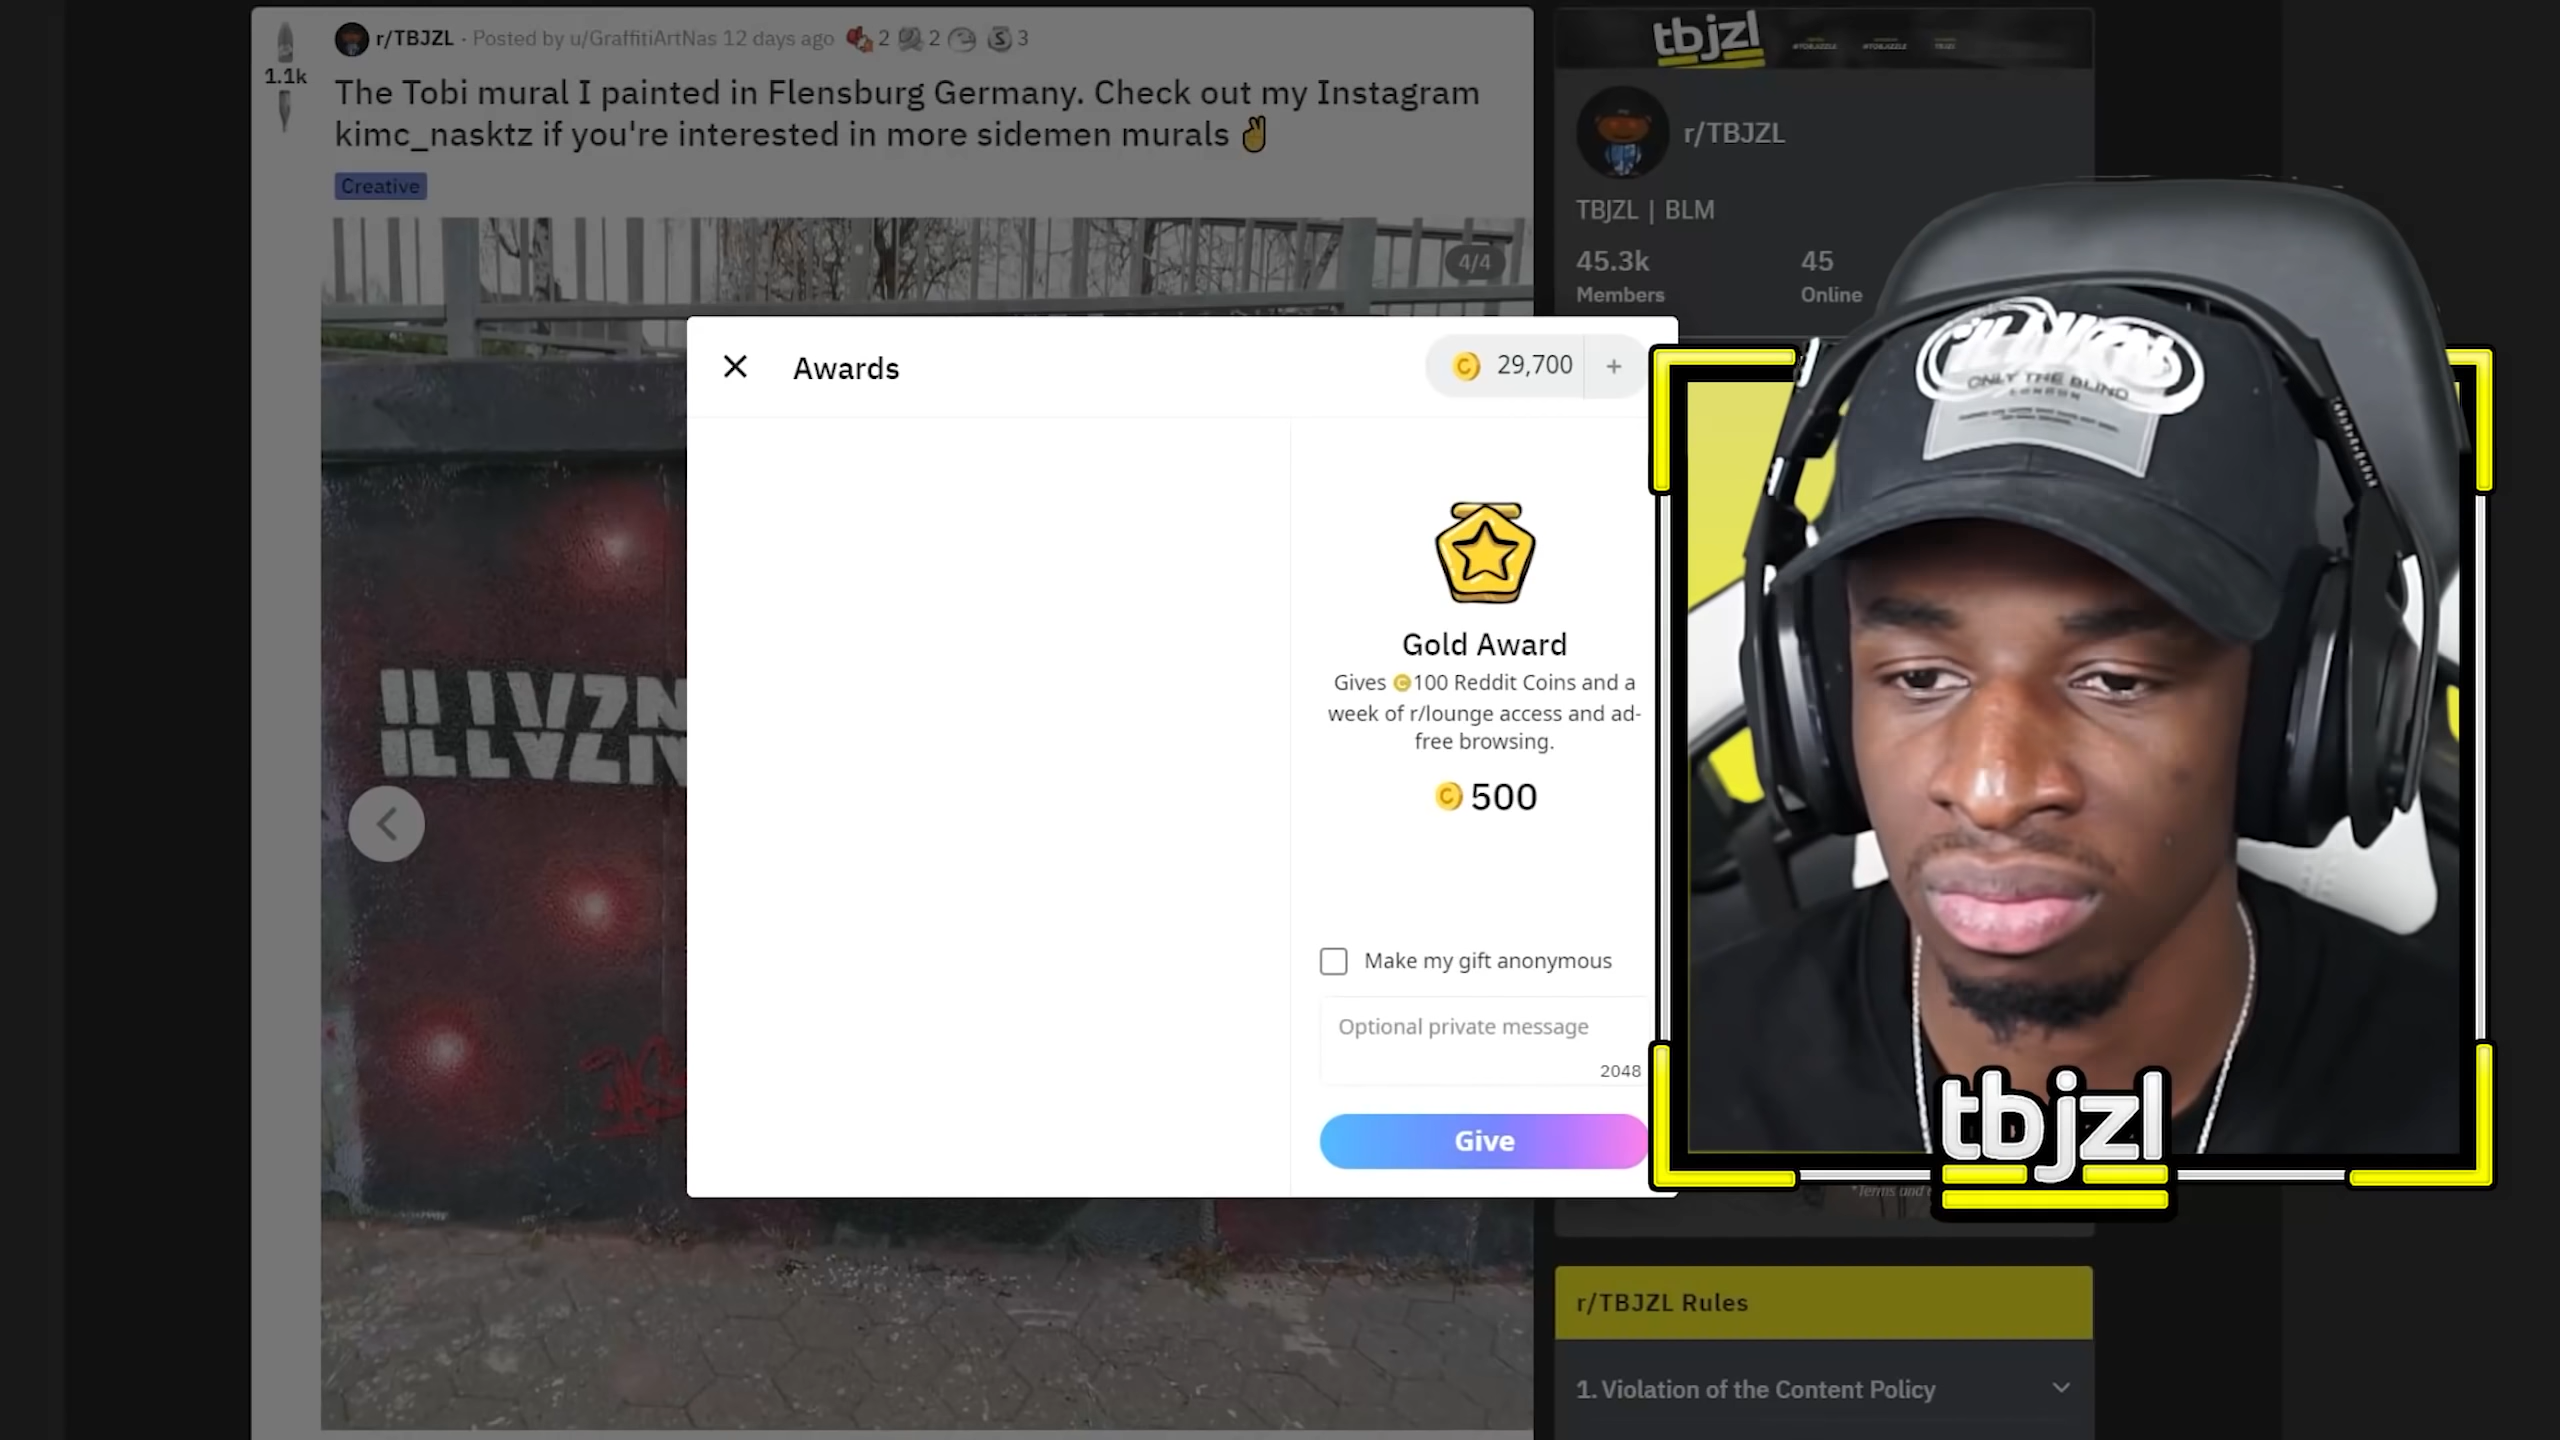 r/TBJZL · Posted by u/GraffitiArtNas 12 days ago 2 2 3
1.1k
The Tobi mural I painted in Flensburg Germany. Check out my Instagram
kimc_nasktz if you're interested in more sidemen murals ✌
Creative
4/4
ILLVZN
tbjzl
r/TBJZL
TBJZL | BLM
45.3k
Members
45
Online
Awards
29,700 +
Gold Award
Gives 100 Reddit Coins and a
week of r/lounge access and ad-
free browsing.
500
Make my gift anonymous
Optional private message
2048
Give
ONLY THE BLIND
LONDON
tbjzl
*Terms and
r/TBJZL Rules
1. Violation of the Content Policy